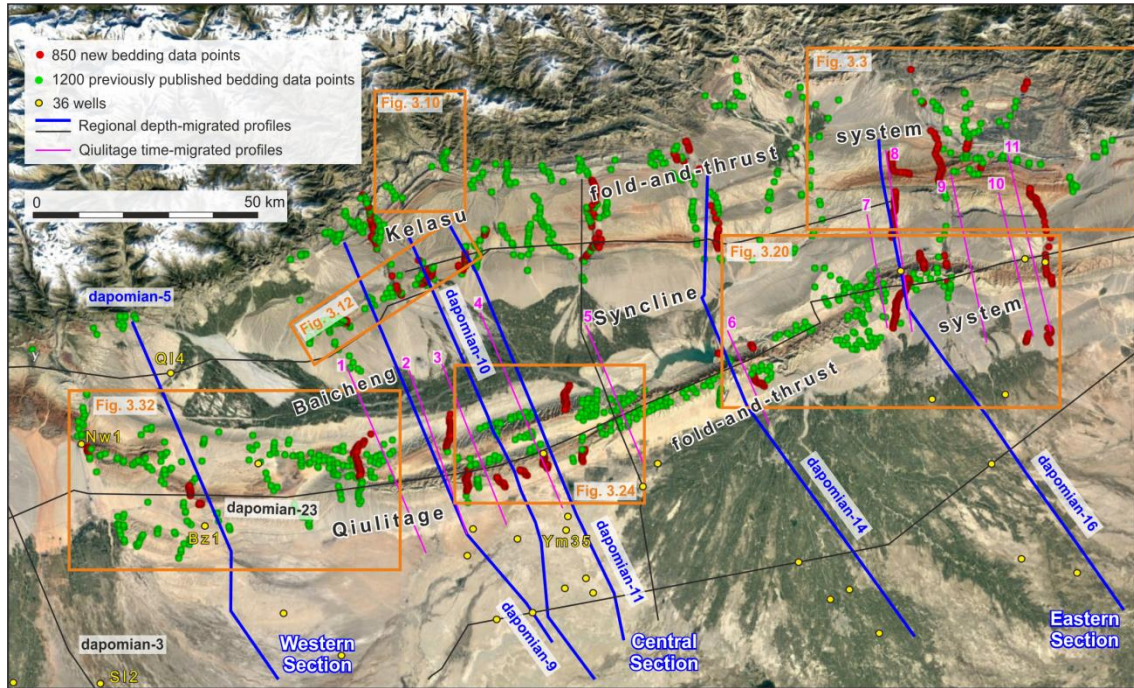 850 new bedding data points
1200 previously published bedding data points
36 wells
Regional depth-migrated profiles
Qiulitage time-migrated profiles
0
50 km
Fig. 3.10
Fig. 3.3
system
8
11
fold-and-thrust
9
10
7
Kelasu
Fig. 3.20
dapomian-5
Fig. 3.12
dapomian-10
4
Syncline
system
y
Ql4
1
2
3
5
6
Baicheng
Fig. 3.32
fold-and-thrust
Nw1
Fig. 3.24
dapomian-23
Qiulitage
Bz1
Ym35
dapomian-14
dapomian-16
dapomian-11
dapomian-9
dapomian-3
Sl2
Western
Section
Central
Section
Eastern
Section